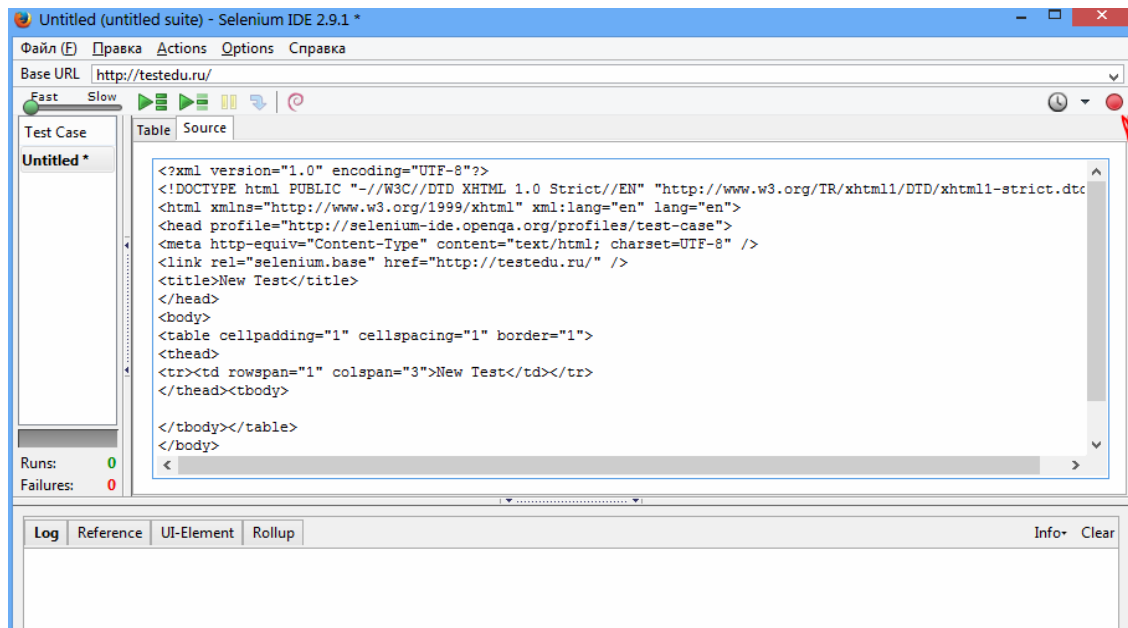 Untitled (untitled suite) - Selenium IDE 2.9.1 *
Файл (F) Правка Actions Options Справка
Base URL http://testedu.ru/
Fast Slow
Test Case
Table Source
Untitled *
<?xml version="1.0" encoding="UTF-8"?>
<!DOCTYPE html PUBLIC "-//W3C//DTD XHTML 1.0 Strict//EN" "http://www.w3.org/TR/xhtml1/DTD/xhtml1-strict.dtd
<html xmlns="http://www.w3.org/1999/xhtml" xml:lang="en" lang="en">
<head profile="http://selenium-ide.openqa.org/profiles/test-case">
<meta http-equiv="Content-Type" content="text/html; charset=UTF-8" />
<link rel="selenium.base" href="http://testedu.ru/" />
<title>New Test</title>
</head>
<body>
<table cellpadding="1" cellspacing="1" border="1">
<thead>
<tr><td rowspan="1" colspan="3">New Test</td></tr>
</thead><tbody>
</tbody></table>
</body>
Runs: 0
Failures: 0
Log Reference UI-Element Rollup Info Clear